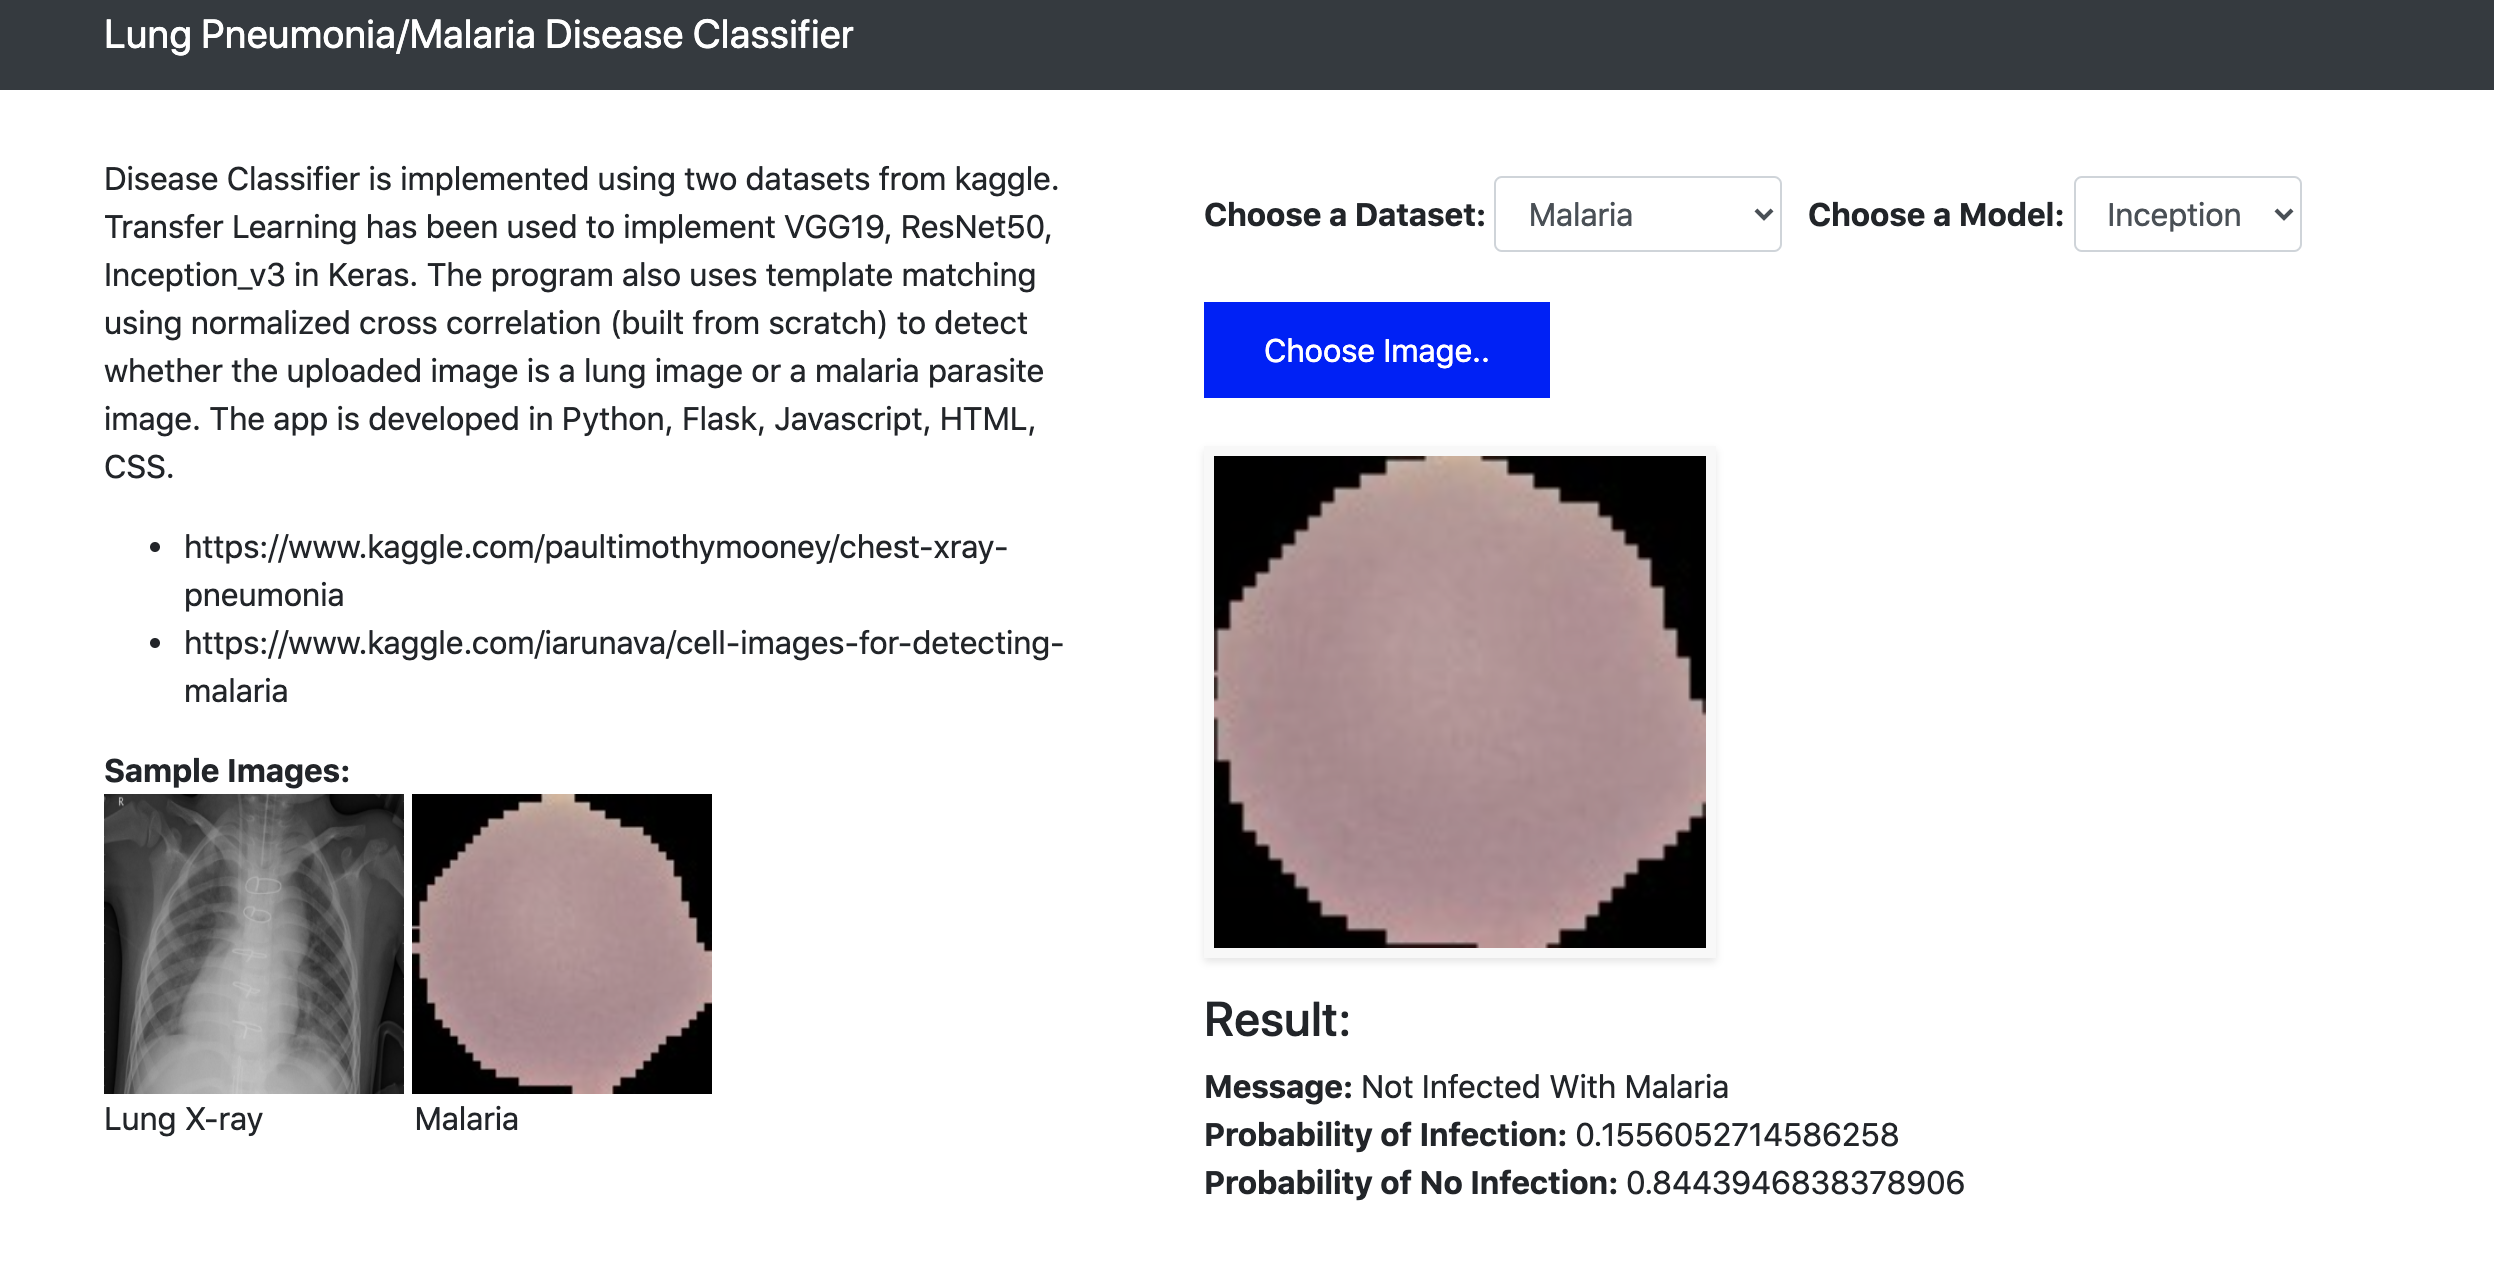 Lung Pneumonia/Malaria Disease Classifier
Disease Classifier is implemented using two datasets from kaggle.
Transfer Learning has been used to implement VGG19, ResNet50,
Inception_v3 in Keras. The program also uses template matching
using normalized cross correlation (built from scratch) to detect
whether the uploaded image is a lung image or a malaria parasite
image. The app is developed in Python, Flask, Javascript, HTML,
CSS.
• https://www.kaggle.com/paultimothymooney/chest-xray-
pneumonia
• https://www.kaggle.com/iarunava/cell-images-for-detecting-
malaria
Sample Images:
R
Lung X-ray Malaria
Choose a Dataset: Malaria Choose a Model: Inception
Choose Image..
Result:
Message: Not Infected With Malaria
Probability of Infection: 0.1556052714586258
Probability of No Infection: 0.8443946838378906